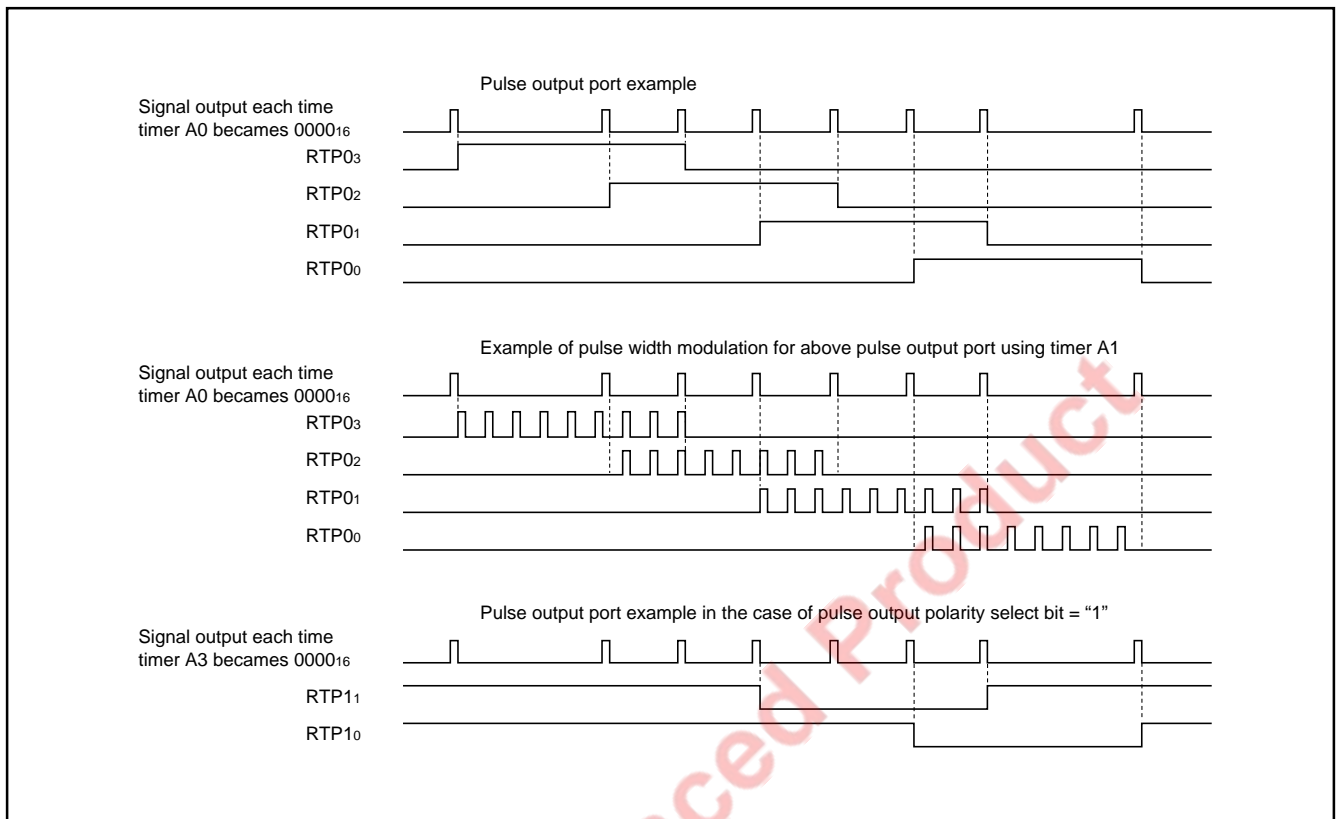 Pulse output port example
Signal output each time
timer A0 becames 0000₁₆
RTP0₃
RTP0₂
RTP0₁
RTP0₀
Example of pulse width modulation for above pulse output port using timer A1
Signal output each time
timer A0 becames 0000₁₆
RTP0₃
RTP0₂
RTP0₁
RTP0₀
Pulse output port example in the case of pulse output polarity select bit = “1”
Signal output each time
timer A3 becames 0000₁₆
RTP1₁
RTP1₀
Product